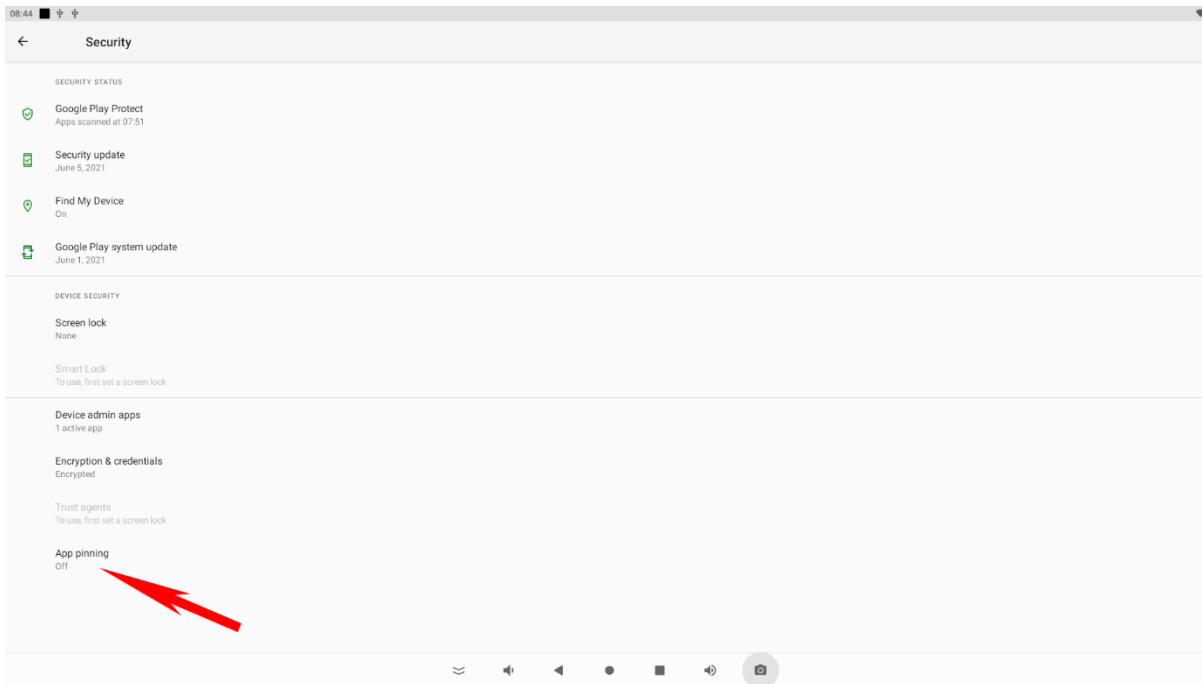 08:44
Security
SECURITY STATUS
Google Play Protect
Apps scanned at 07:51
Security update
June 5, 2021
Find My Device
On
Google Play system update
June 1, 2021
DEVICE SECURITY
Screen lock
None
Smart Lock
To use, first set a screen lock
Device admin apps
1 active app
Encryption & credentials
Encrypted
Trust agents
To use, first set a screen lock
App pinning
Off